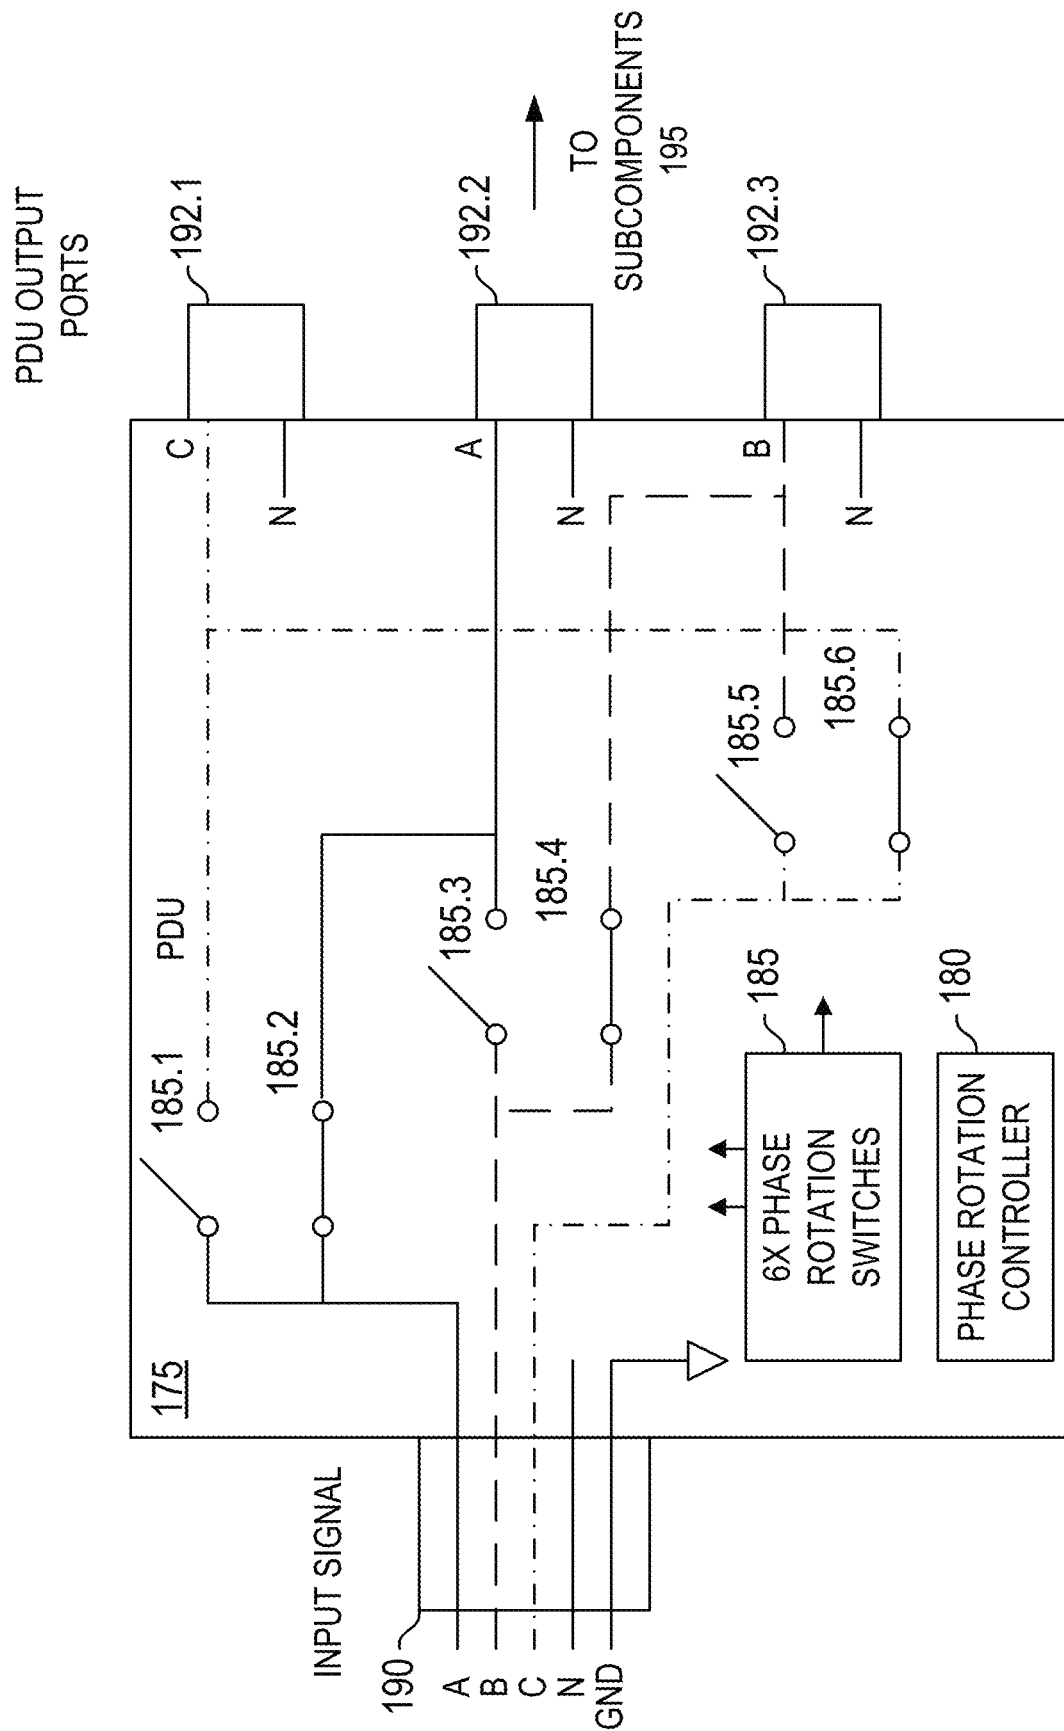 PDU OUTPUT
PORTS
192.1
192.2
192.3
TO
SUBCOMPONENTS
195
C
N
A
N
B
N
PDU
185.1
185.2
185.3
185.4
185.5
185.6
175
INPUT SIGNAL
190
A
B
C
N
GND
6X PHASE
ROTATION
SWITCHES
185
PHASE ROTATION
CONTROLLER
180